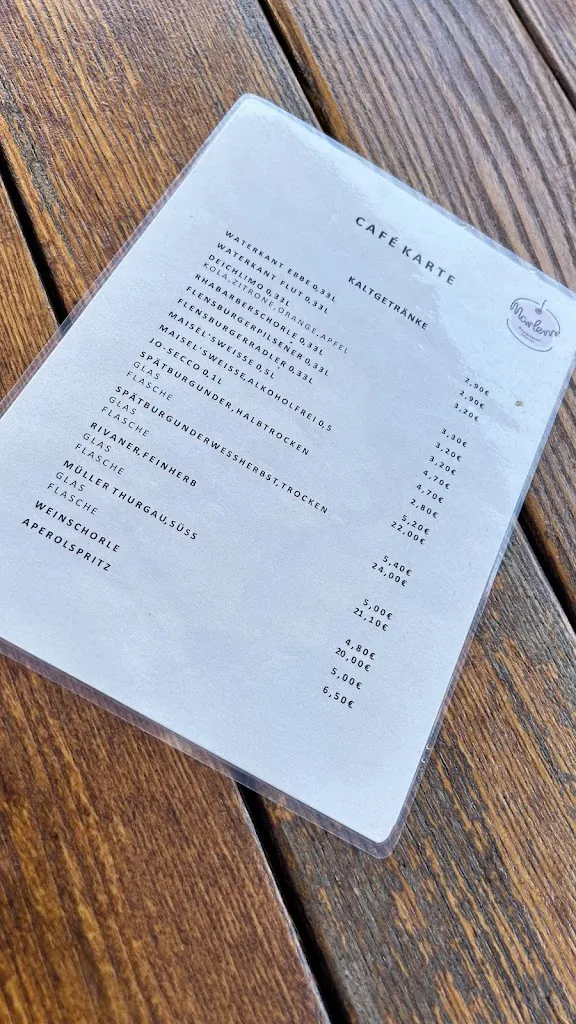 CAFÉ KARTE
Marlenns
KALTGETRÄNKE
WATERKANT EBBE 0,33L 2,90€
WATERKANT FLUT 0,33L 2,90€
DEICHLIMO 0,33L 3,20€
KOLA,ZITRONE,ORANGE,APFEL
RHABARBERSCHORLE 0,33L 3,30€
FLENSBURGERPILSENER 0,33L 3,20€
FLENSBURGERRADLER 0,33L 3,20€
MAISEL'SWEISSE 0,5L 4,70€
MAISEL'SWEISSE,ALKOHOLFREI 0,5 4,70€
JO.SECCO 0,1L 2,80€
SPÄTBURGUNDER,HALBTROCKEN
GLAS 5,20€
FLASCHE 22,00€
SPÄTBURGUNDERWESSHERBST,TROCKEN
GLAS 5,40€
FLASCHE 24,00€
RIVANER,FEINHERB
GLAS 5,00€
FLASCHE 21,10€
MÜLLER THURGAU,SÜSS
GLAS 4,80€
FLASCHE 20,00€
WEINSCHORLE 5,00€
APEROLSPRITZ 6,50€